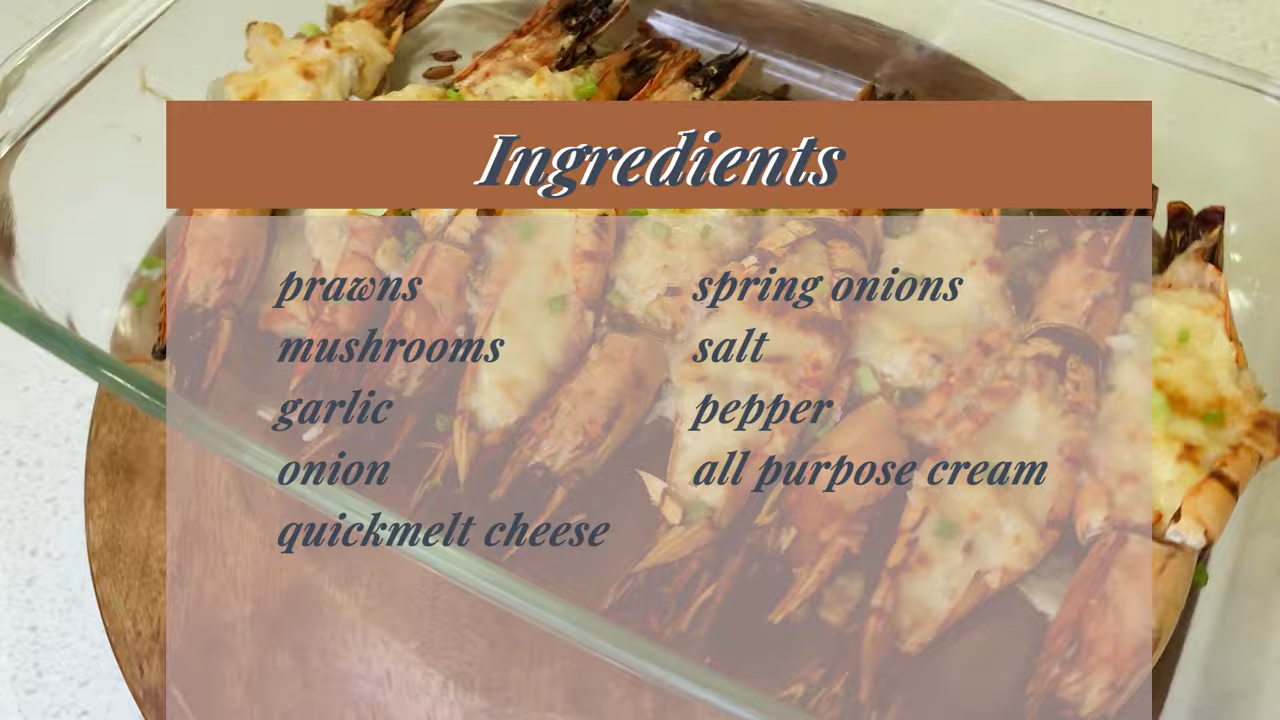 Ingredients
prawns
mushrooms
garlic
onion
quickmelt cheese
spring onions
salt
pepper
all purpose cream